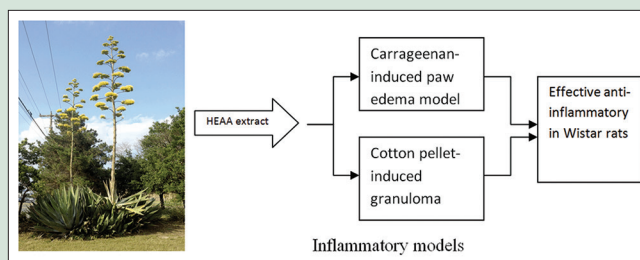 HEAA extract
Carrageenan-
induced paw
edema model
Cotton pellet-
induced
granuloma
Effective anti-
inflammatory
in Wistar rats
Inflammatory models